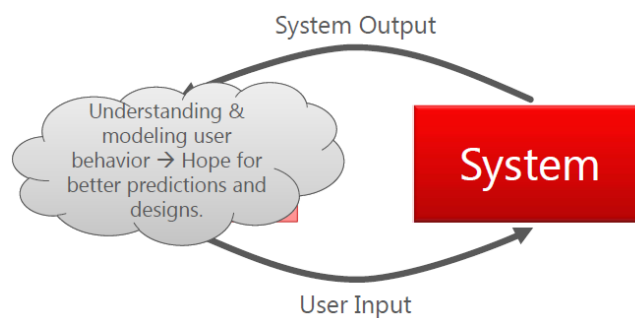 System Output
Understanding &
modeling user
behavior → Hope for
better predictions and
designs.
System
User Input